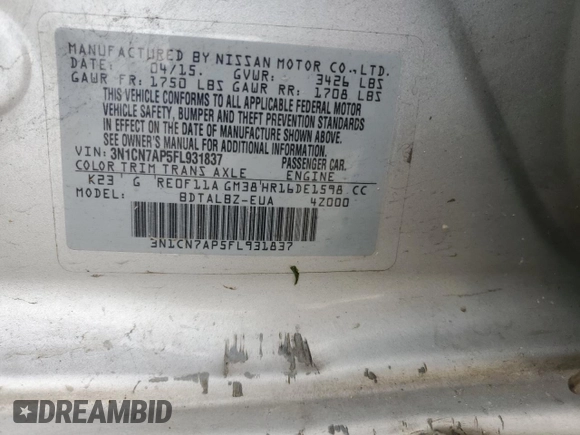 MANUFACTURED BY NISSAN MOTOR CO.,LTD.
DATE: 04/15. GVWR: 3426 LBS
GAWR FR: 1750 LBS GAWR RR: 1708 LBS
THIS VEHICLE CONFORMS TO ALL APPLICABLE FEDERAL MOTOR
VEHICLE SAFETY, BUMPER AND THEFT PREVENTION STANDARDS
IN EFFECT ON THE DATE OF MANUFACTURE SHOWN ABOVE.
SEE OWNER'S MANUAL FOR ADDITIONAL INFORMATION
VIN: 3N1CN7AP5FL931837 PASSENGER CAR.
COLOR TRIM TRANS AXLE ENGINE
K23 G RE0F11A GM38 HR16DE1598 CC
MODEL: BDTALBZ-EUA 4Z000
3N1CN7AP5FL931837
DREAMBID